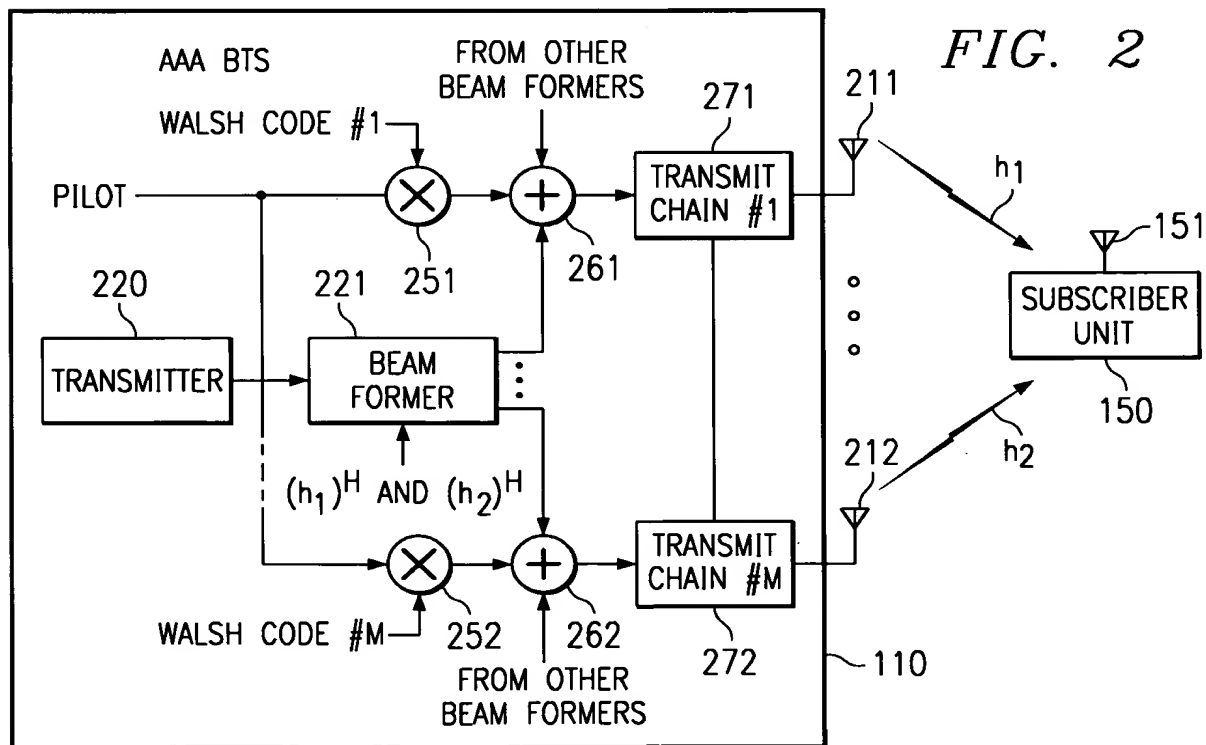 FIG. 2
AAA BTS
FROM OTHER
BEAM FORMERS
WALSH CODE #1
271
211
PILOT
251
261
TRANSMIT
CHAIN #1
h1
151
SUBSCRIBER
UNIT
150
220
TRANSMITTER
221
BEAM
FORMER
(h1)H AND (h2)H
h2
212
WALSH CODE #M
252
262
TRANSMIT
CHAIN #M
272
110
FROM OTHER
BEAM FORMERS